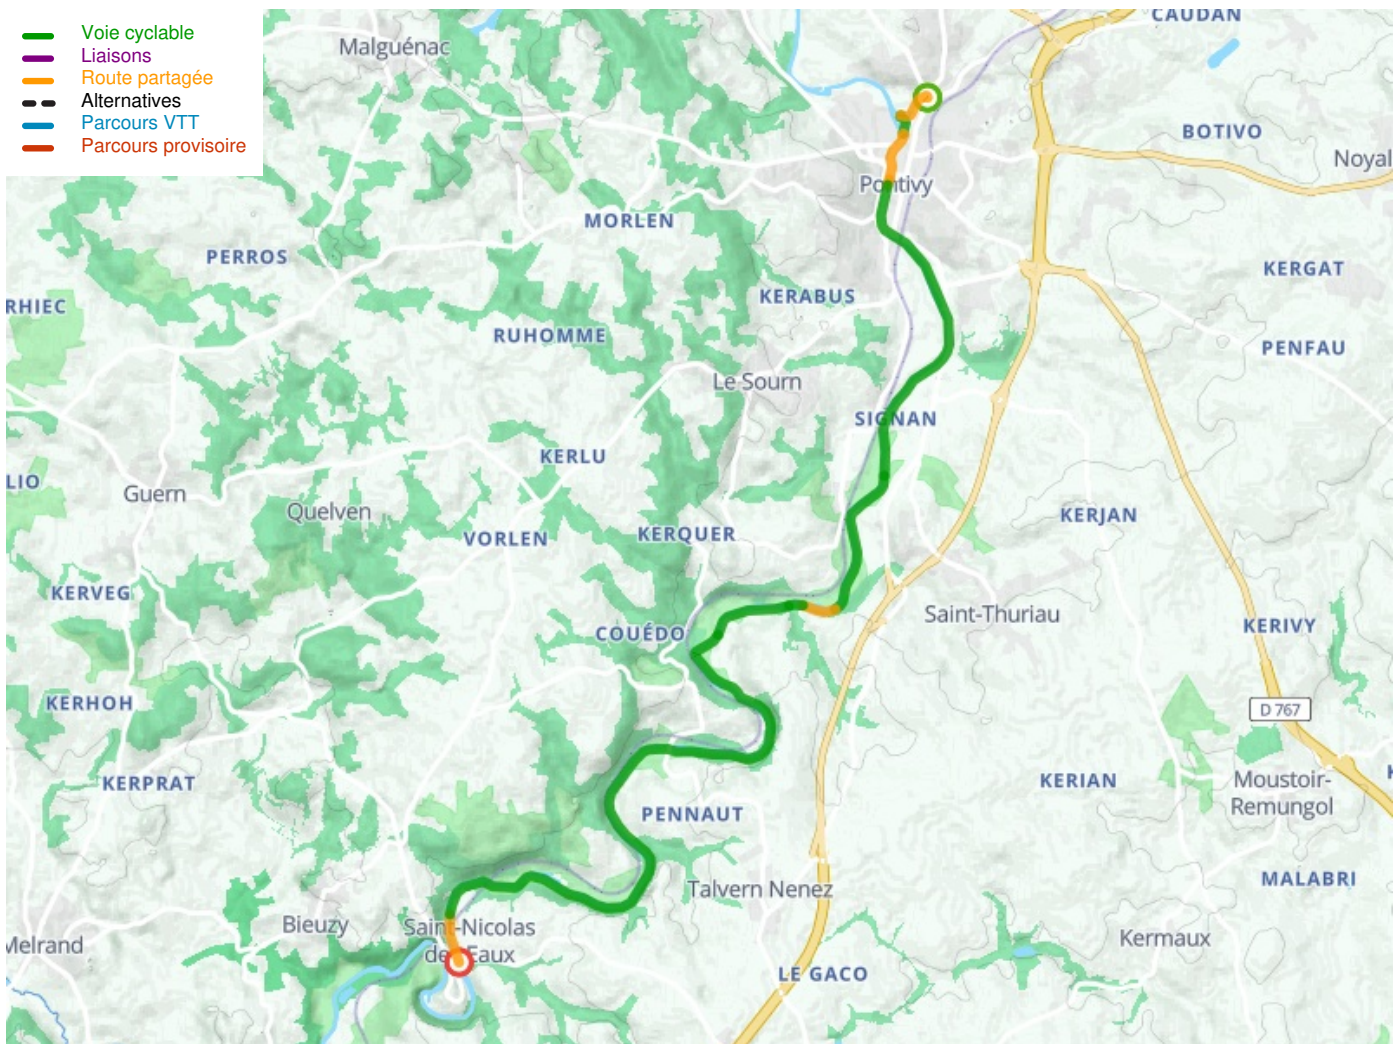 Voie cyclable
Liaisons
Route partagée
Alternatives
Parcours VTT
Parcours provisoire
CAUDAN
Malguénac
BOTIVO
Noyal
Pontivy
MORLEN
PERROS
KERGAT
RHIEC
KERABUS
RUHOMME
PENFAU
Le Sourn
SIGNAN
KERLU
LIO
Guern
Quelven
KERJAN
VORLEN
KERQUER
KERVEG
Saint-Thuriau
COUÉDO
KERIVY
KERHOH
D 767
KERPRAT
KERIAN
Moustoir-
Remungol
PENNAUT
MALABRI
Talvern Nenez
Bieuzy
Saint-Nicolas
des Eaux
Melrand
Kermaux
LE GACO